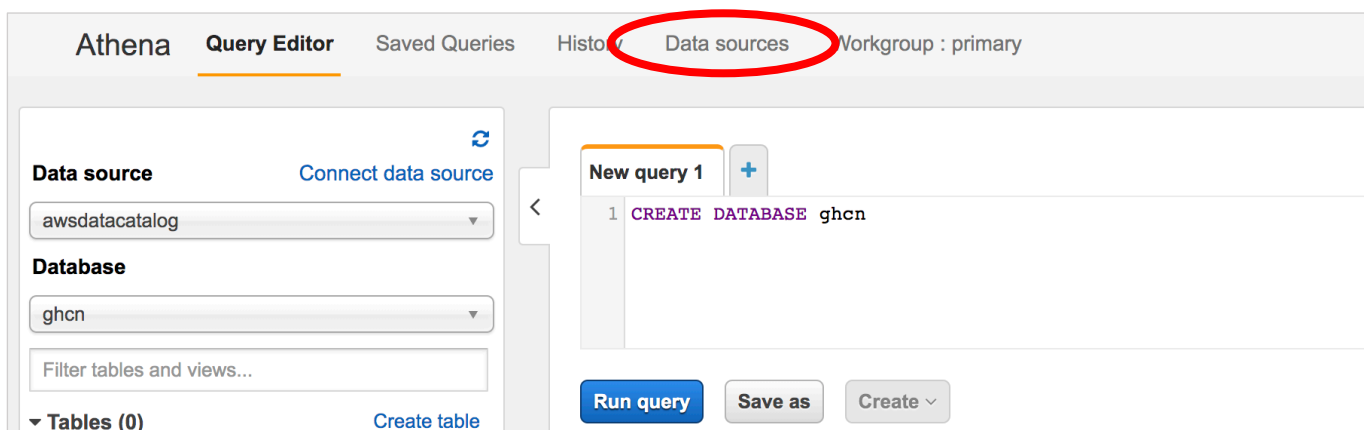 Athena Query Editor Saved Queries History Data sources Workgroup : primary
Data source Connect data source
awsdatacatalog
Database
ghcn
Filter tables and views...
Tables (0) Create table
New query 1 +
1 CREATE DATABASE ghcn
Run query Save as Create